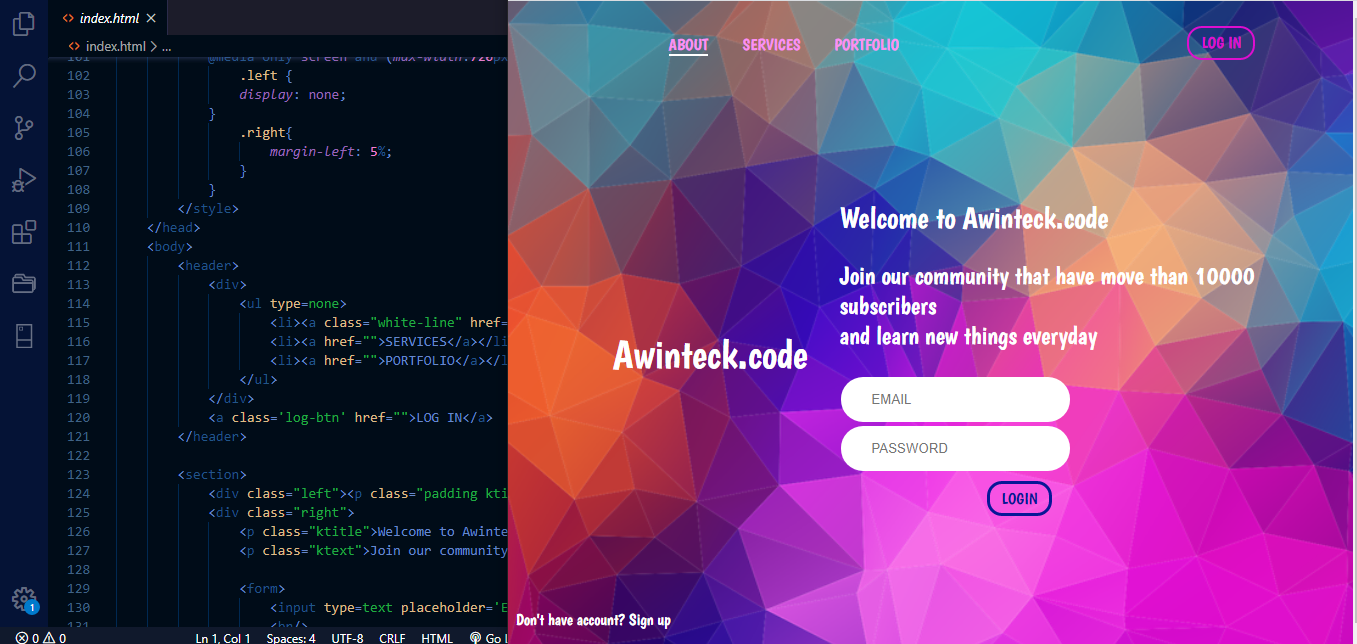 index.html
index.html > ...
101 @media only screen and (max-width:720px
102 .left {
103 display: none;
104 }
105 .right{
106 margin-left: 5%;
107 }
108 }
109 </style>
110 </head>
111 <body>
112 <header>
113 <div>
114 <ul type=none>
115 <li><a class="white-line" href=
116 <li><a href="">SERVICES</a></li
117 <li><a href="">PORTFOLIO</a></l
118 </ul>
119 </div>
120 <a class='log-btn' href="">LOG IN</a>
121 </header>
122
123 <section>
124 <div class="left"><p class="padding kti
125 <div class="right">
126 <p class="ktitle">Welcome to Awinte
127 <p class="ktext">Join our community
128
129 <form>
130 <input type=text placeholder='E
131 <br/>
1
0 0 Ln 1, Col 1 Spaces: 4 UTF-8 CRLF HTML Go L
ABOUT SERVICES PORTFOLIO LOG IN
Welcome to Awinteck.code
Join our community that have move than 10000
subscribers
and learn new things everyday
Awinteck.code
EMAIL
PASSWORD
LOGIN
Don't have account? Sign up